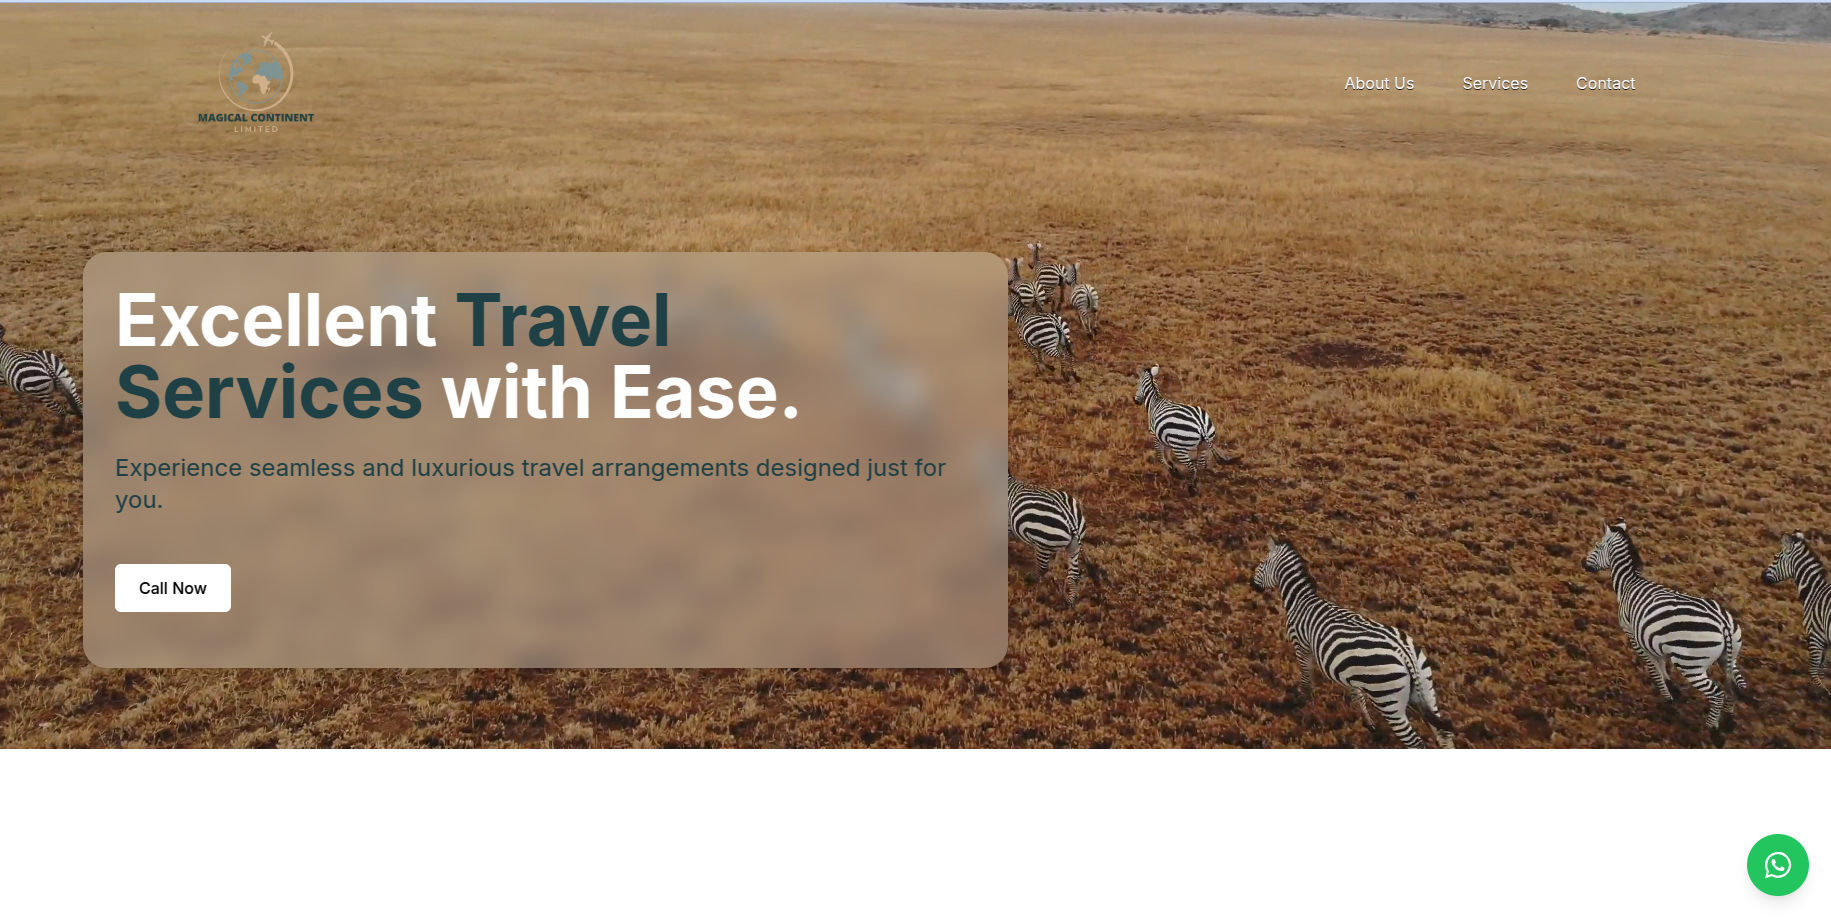 MAGICAL CONTINENT
LIMITED
About Us
Services
Contact
Excellent Travel
Services with Ease.
Experience seamless and luxurious travel arrangements designed just for
you.
Call Now